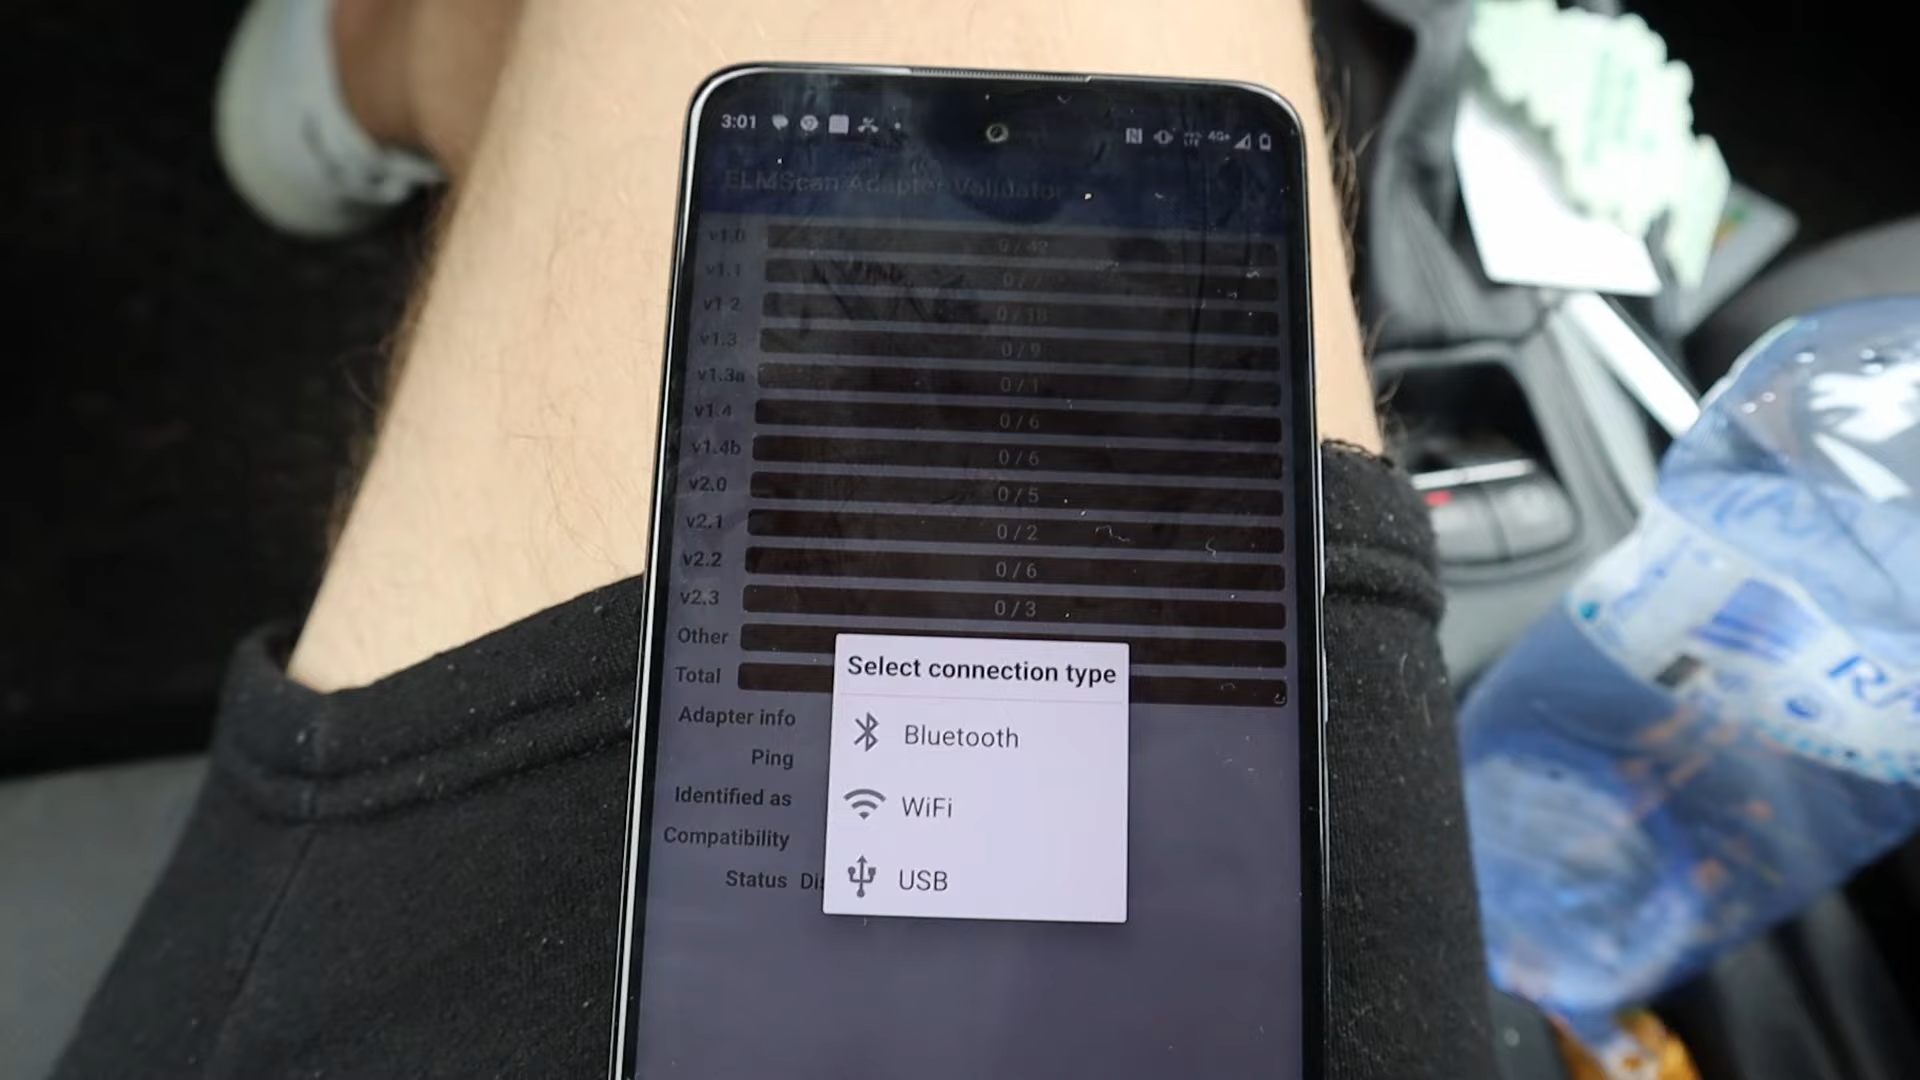 3:01 4G+
ELMScan Adapter Validator
v1.0 0 / 42
v1.1 0 / 7
v1.2 0 / 18
v1.3 0 / 9
v1.3a 0 / 1
v1.4 0 / 6
v1.4b 0 / 6
v2.0 0 / 5
v2.1 0 / 2
v2.2 0 / 6
v2.3 0 / 3
Other
Total
Adapter info
Ping
Identified as
Compatibility
Status
Select connection type
Bluetooth
WiFi
USB